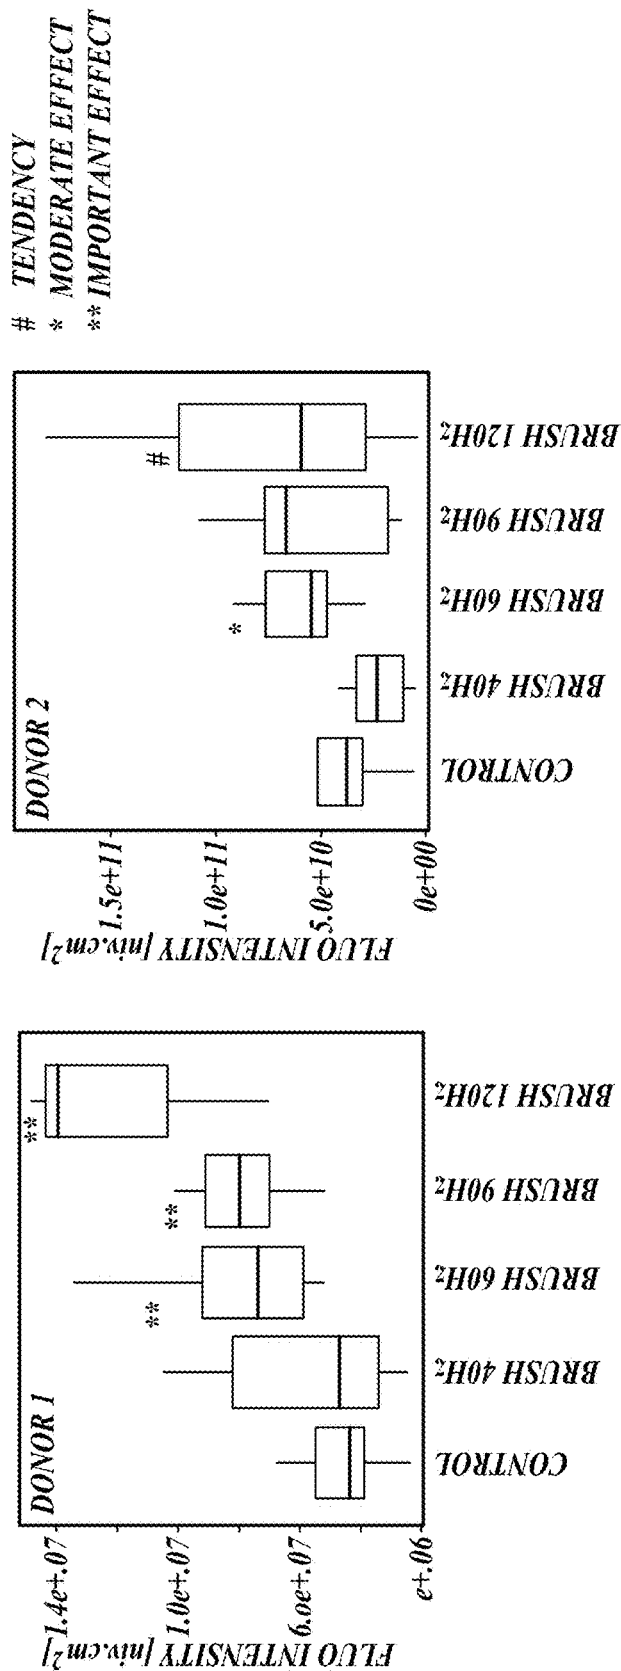 DONOR 1
FLUO INTENSITY [niv.cm²]
1.4e+.07
1.0e+.07
6.0e+.07
e+.06
CONTROL
BRUSH 40Hz
BRUSH 60Hz
BRUSH 90Hz
BRUSH 120Hz
**
**
**
DONOR 2
FLUO INTENSITY [niv.cm²]
1.5e+11
1.0e+11
5.0e+10
0e+00
CONTROL
BRUSH 40Hz
BRUSH 60Hz
BRUSH 90Hz
BRUSH 120Hz
*
#
# TENDENCY
* MODERATE EFFECT
** IMPORTANT EFFECT